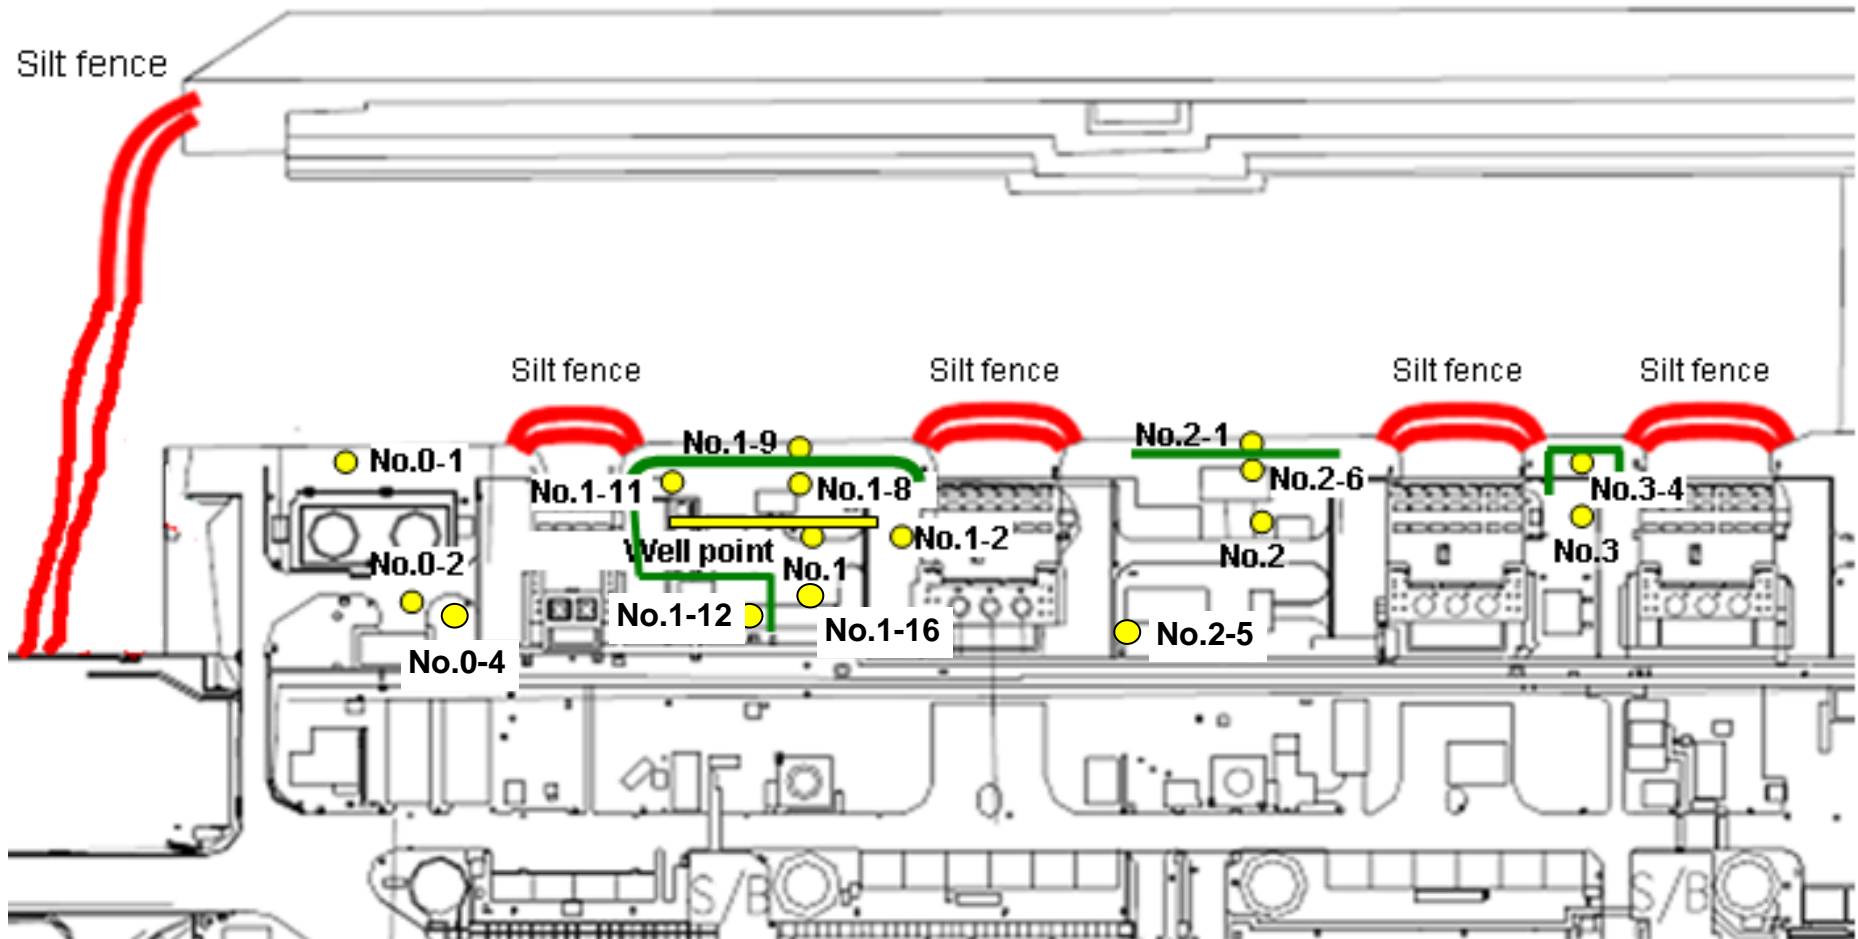 Silt fence
Silt fence
Silt fence
Silt fence
Silt fence
No.1-9
No.2-1
No.0-1
No.1-11
No.1-8
No.2-6
No.3-4
No.1-2
Well point
No.2
No.3
No.0-2
No.1
No.1-12
No.1-16
No.2-5
No.0-4
S/B
S/B